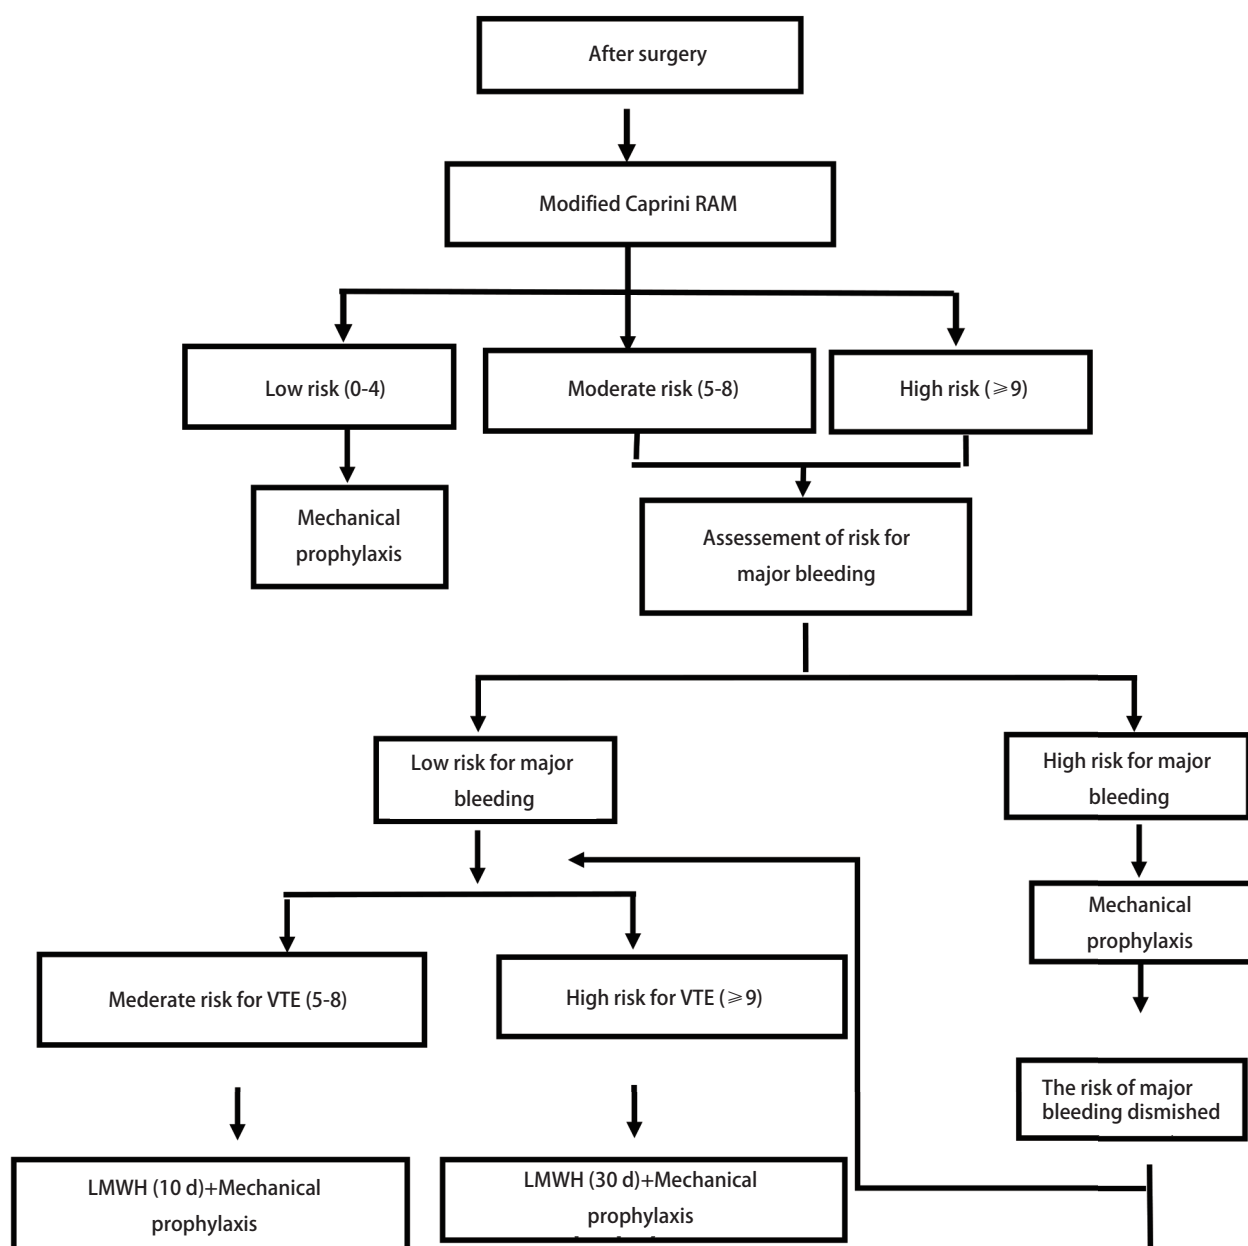 After surgery
Modified Caprini RAM
Low risk (0-4)
Moderate risk (5-8)
High risk (≥9)
Mechanical
prophylaxis
Assessement of risk for
major bleeding
Low risk for major
bleeding
High risk for major
bleeding
Mechanical
prophylaxis
Mederate risk for VTE (5-8)
High risk for VTE (≥9)
The risk of major
bleeding dismished
LMWH (10 d)+Mechanical
prophylaxis
LMWH (30 d)+Mechanical
prophylaxis